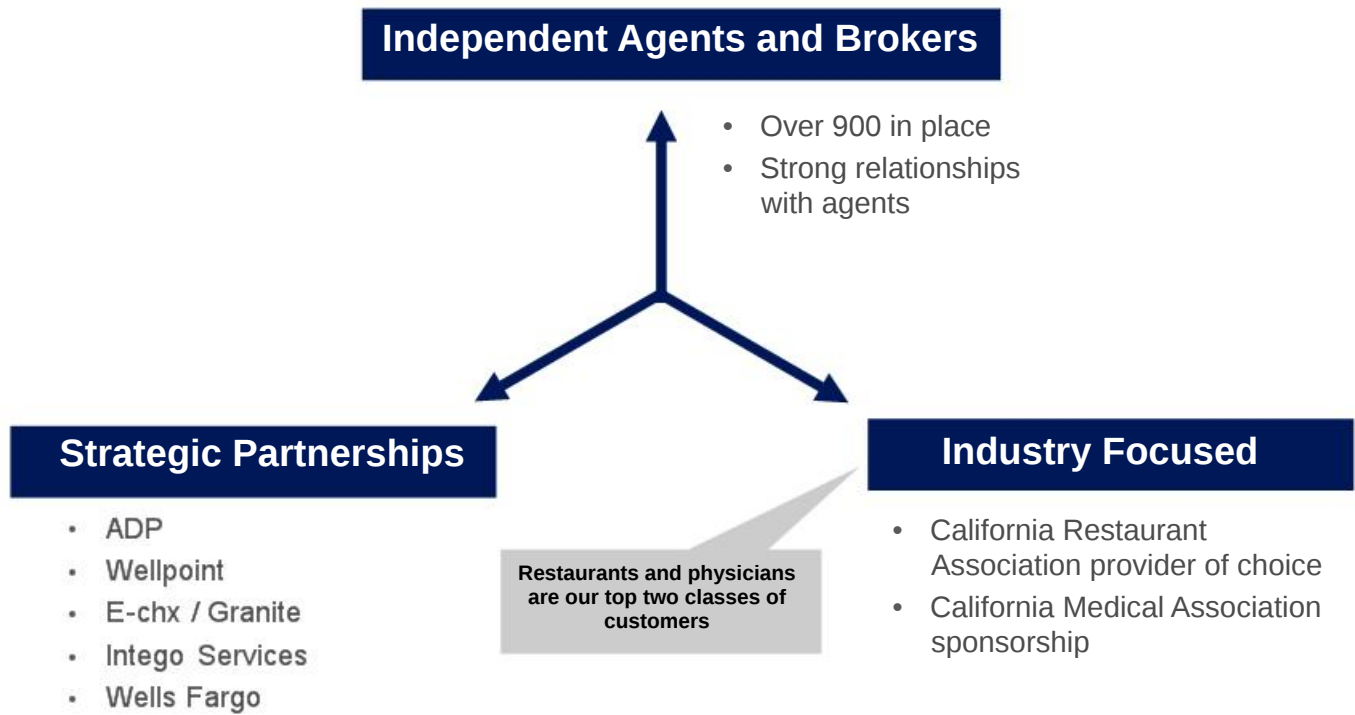 Independent Agents and Brokers
• Over 900 in place
• Strong relationships
with agents
Strategic Partnerships
• ADP
• Wellpoint
• E-chx / Granite
• Intego Services
• Wells Fargo
Restaurants and physicians
are our top two classes of
customers
Industry Focused
• California Restaurant
Association provider of choice
• California Medical Association
sponsorship